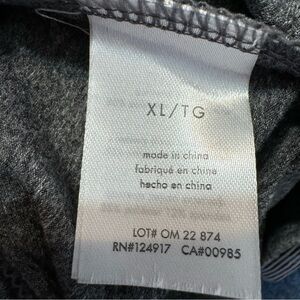 XL/TG
made in china
fabriqué en chine
hecho en china
LOT# OM 22 874
RN#124917 CA#00985